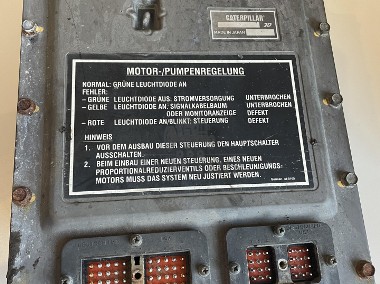 CATERPILLAR
MADE IN JAPAN
MOTOR-/PUMPENREGELUNG
NORMAL: GRÜNE LEUCHTDIODE AN
FEHLER:
– GRÜNE LEUCHTDIODE AUS: STROMVERSORGUNG UNTERBROCHEN
– GELBE LEUCHTDIODE AN: SIGNALKABELBAUM UNTERBROCHEN
ODER MONITORANZEIGE DEFEKT
– ROTE LEUCHTDIODE AN/BLINKT: STEUERUNG DEFEKT
HINWEIS
1. VOR DEM AUSBAU DIESER STEUERUNG DEN HAUPTSCHALTER
AUSSCHALTEN.
2. BEIM EINBAU EINER NEUEN STEUERUNG, EINES NEUEN
PROPORTIONALREDUZIERVENTILS ODER BESCHLEUNIGUNGS-
MOTORS MUSS DAS SYSTEM NEU JUSTIERT WERDEN.